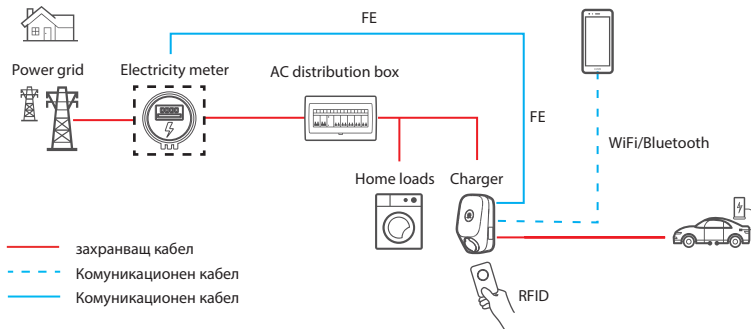 FE
Power grid
Electricity meter
AC distribution box
FE
WiFi/Bluetooth
Home loads
Charger
захранващ кабел
Комуникационен кабел
Комуникационен кабел
RFID